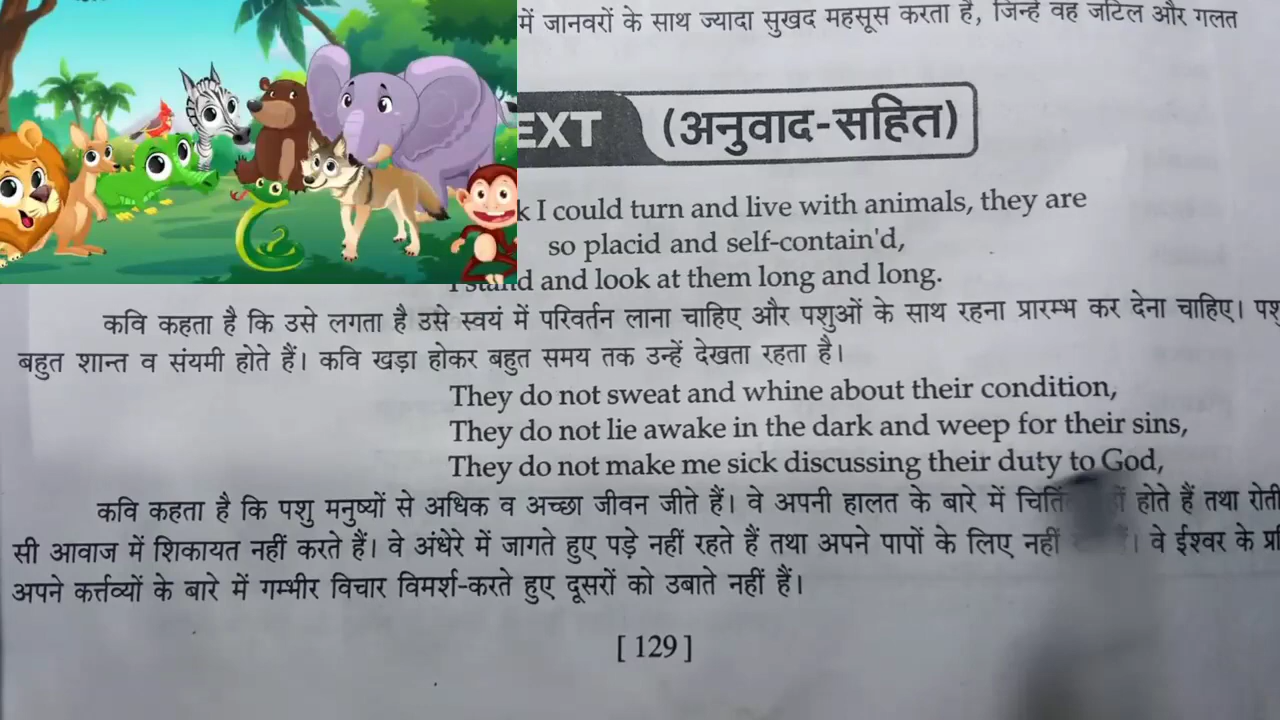 में जानवरों के साथ ज्यादा सुखद महसूस करता है, जिन्हें वह जटिल और गलत
(अनुवाद-सहित)
I could turn and live with animals, they are
so placid and self-contain'd,
and look at them long and long.
कवि कहता है कि उसे लगता है उसे स्वयं में परिवर्तन लाना चाहिए और पशुओं के साथ रहना प्रारम्भ कर देना चाहिए।
बहुत शान्त व संयमी होते हैं। कवि खड़ा होकर बहुत समय तक उन्हें देखता रहता है।
They do not sweat and whine about their condition,
They do not lie awake in the dark and weep for their sins,
They do not make me sick discussing their duty to God,
कवि कहता है कि पशु मनुष्यों से अधिक व अच्छा जीवन जीते हैं। वे अपनी हालत के बारे में होते हैं तथा रोती
सी आवाज में शिकायत नहीं करते हैं। वे अंधेरे में जागते हुए पड़े नहीं रहते हैं तथा अपने पापों के लिए नहीं वे ईश्वर के
अपने कर्त्तव्यों के बारे में गम्भीर विचार विमर्श-करते हुए दूसरों को उबाते नहीं हैं।
[ 129 ]